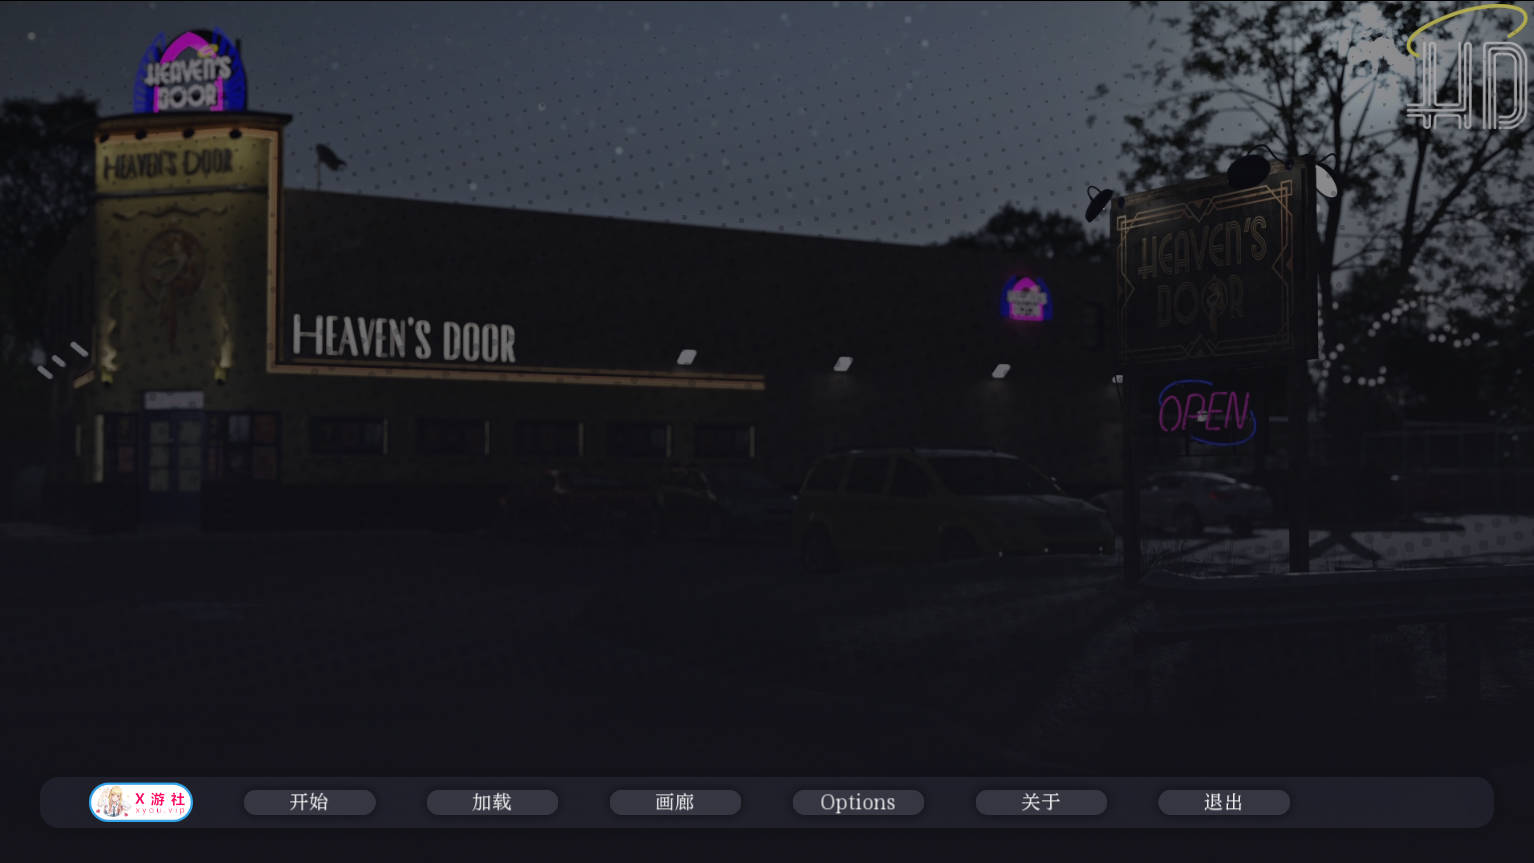 HEAVEN'S
DOOR
HD
HEAVEN'S DOOR
HEAVEN'S
DOOR
HEAVEN'S DOOR
OPEN
X 游 社
xyou.vip
开始
加载
画廊
Options
关于
退出